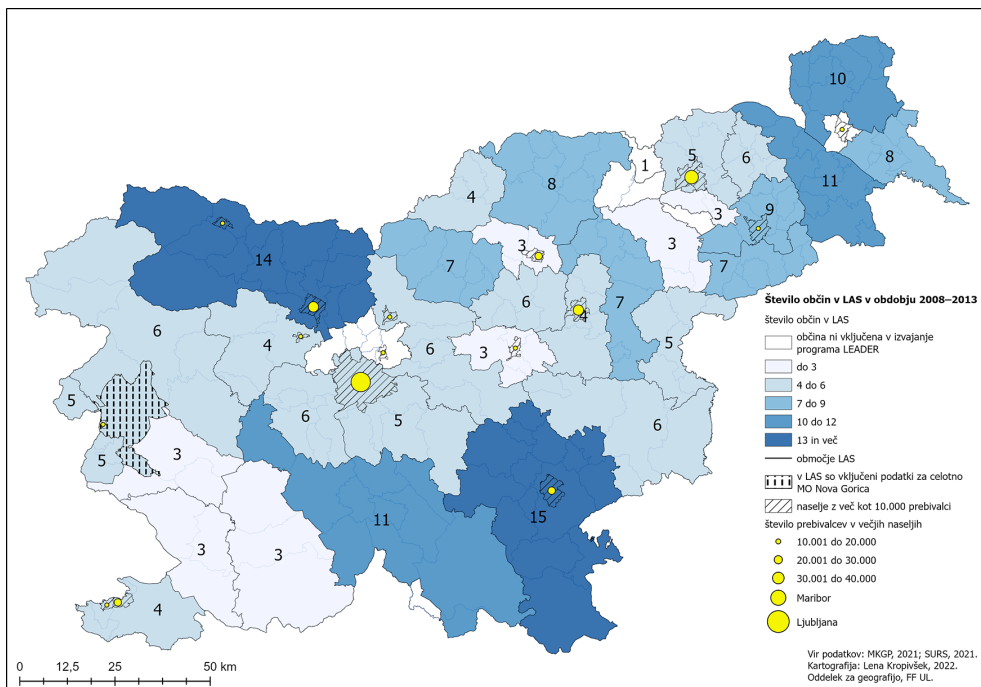 10
8
11
6
5
1
8
4
9
3
3
7
3
7
14
6
7
4
5
6
4
6
3
5
6
5
6
5
3
15
11
3
3
4
Število občin v LAS v obdobju 2008–2013
število občin v LAS
občina ni vključena v izvajanje
programa LEADER
do 3
4 do 6
7 do 9
10 do 12
13 in več
območje LAS
v LAS so vključeni podatki za celotno
MO Nova Gorica
naselje z več kot 10.000 prebivalci
število prebivalcev v večjih naseljih
10.001 do 20.000
20.001 do 30.000
30.001 do 40.000
Maribor
Ljubljana
0 12,5 25 50 km
Vir podatkov: MKGP, 2021; SURS, 2021.
Kartografija: Lena Kropivšek, 2022.
Oddelek za geografijo, FF UL.